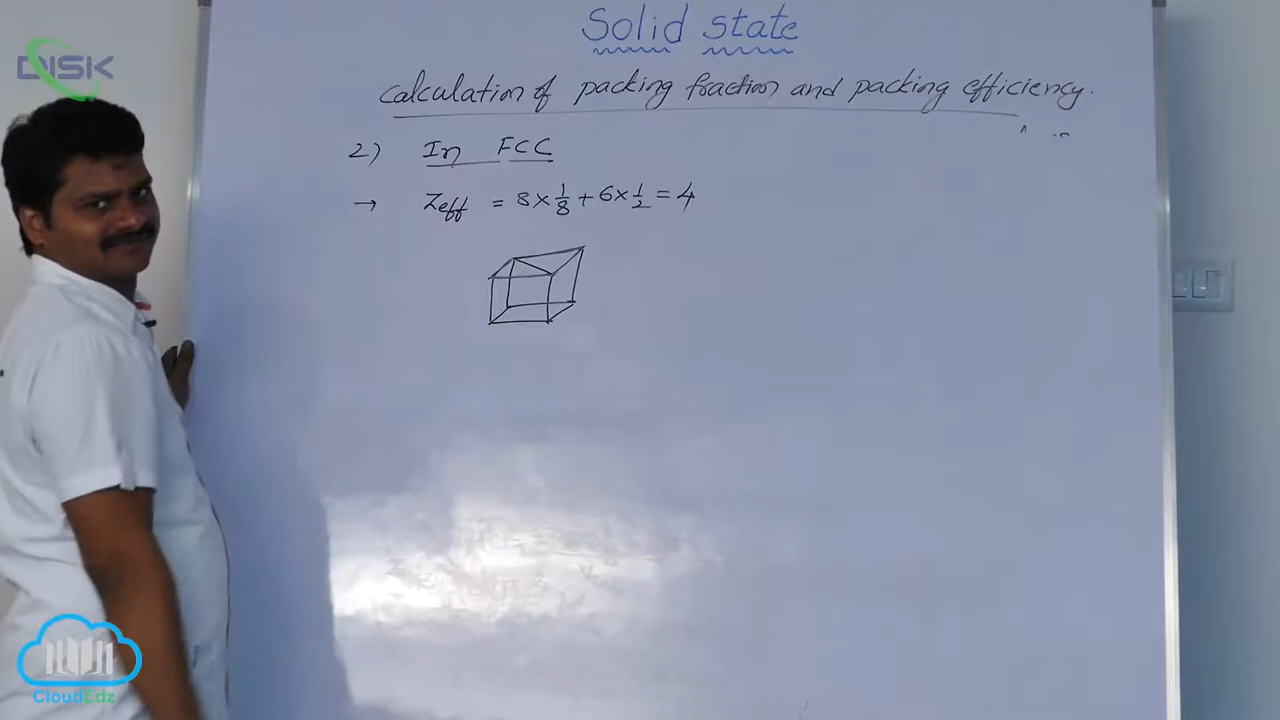 DISK
Solid state
calculation of packing fraction and packing efficiency.
2) In FCC
→ Zeff = 8×1/8 + 6×1/2 = 4
CloudEdz